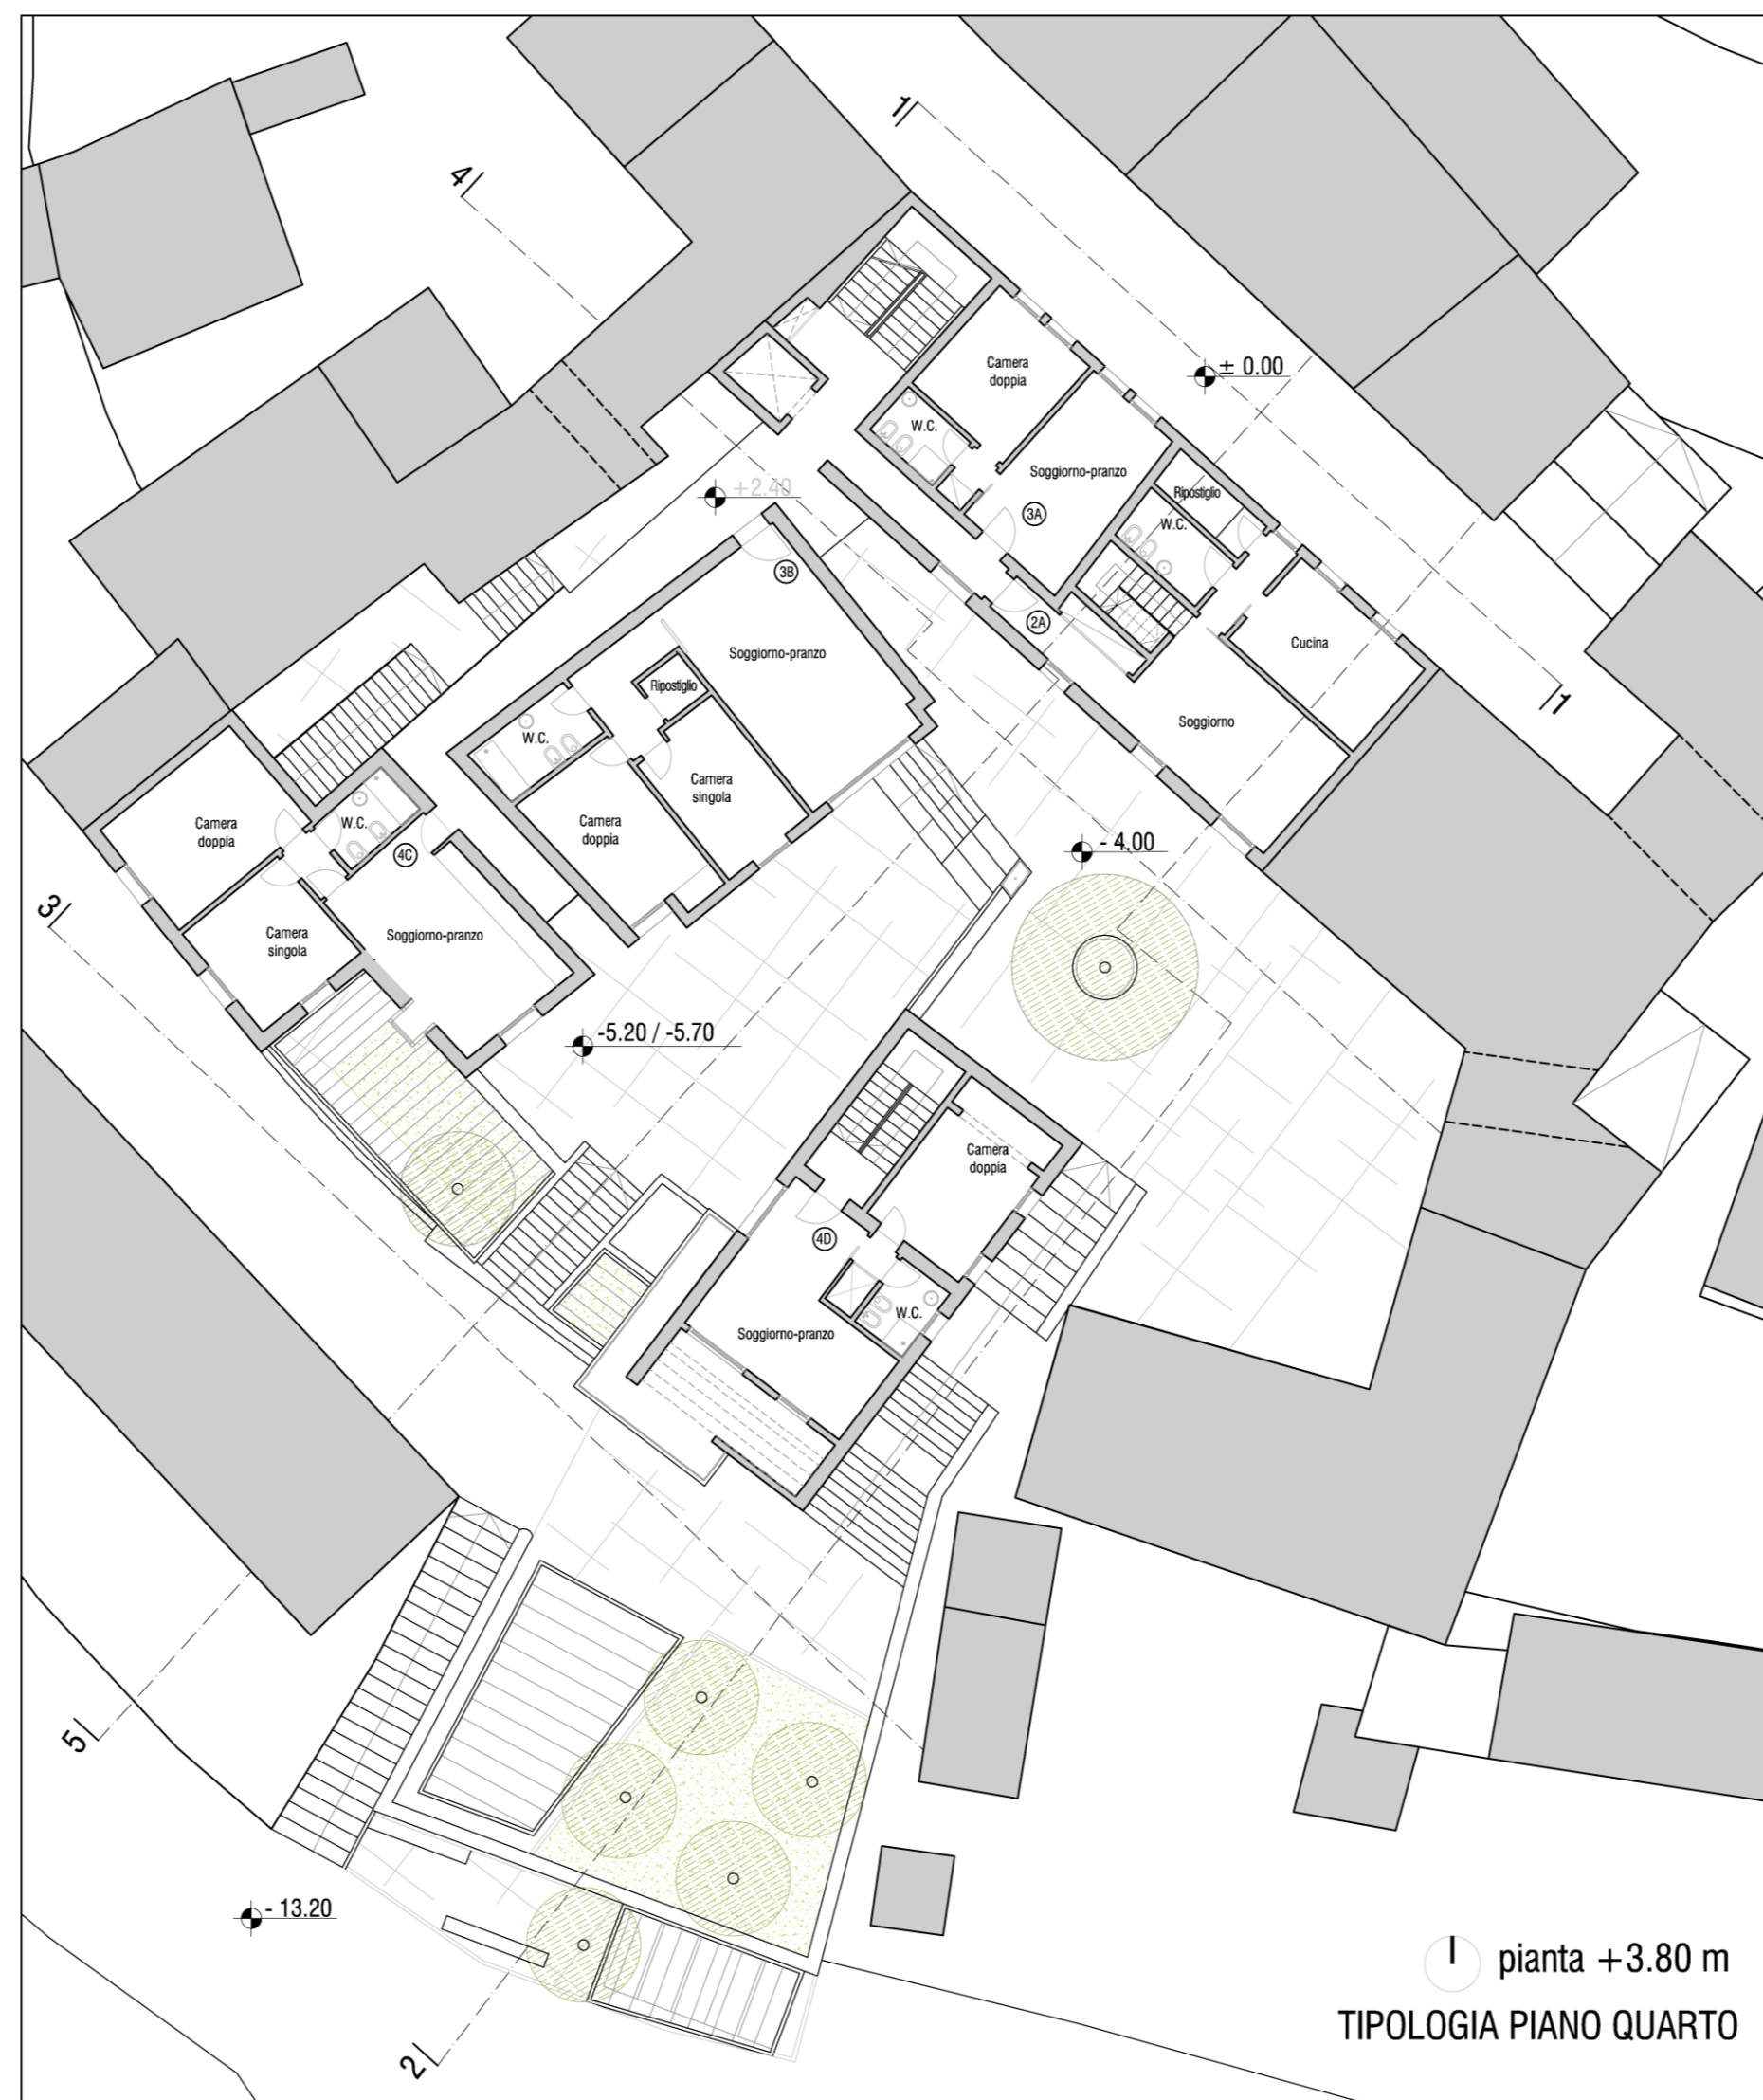 1
4
± 0.00
Camera
doppia
W.C.
Soggiorno-pranzo
3A
Ripostiglio
W.C.
+2.40
3B
2A
Cucina
Soggiorno
1
Soggiorno-pranzo
Ripostiglio
W.C.
Camera
singola
Camera
doppia
Camera
doppia
W.C.
4C
Camera
singola
Soggiorno-pranzo
3
- 4.00
-5.20 / -5.70
Camera
doppia
4D
W.C.
Soggiorno-pranzo
5
- 13.20
2
pianta +3.80 m
TIPOLOGIA PIANO QUARTO